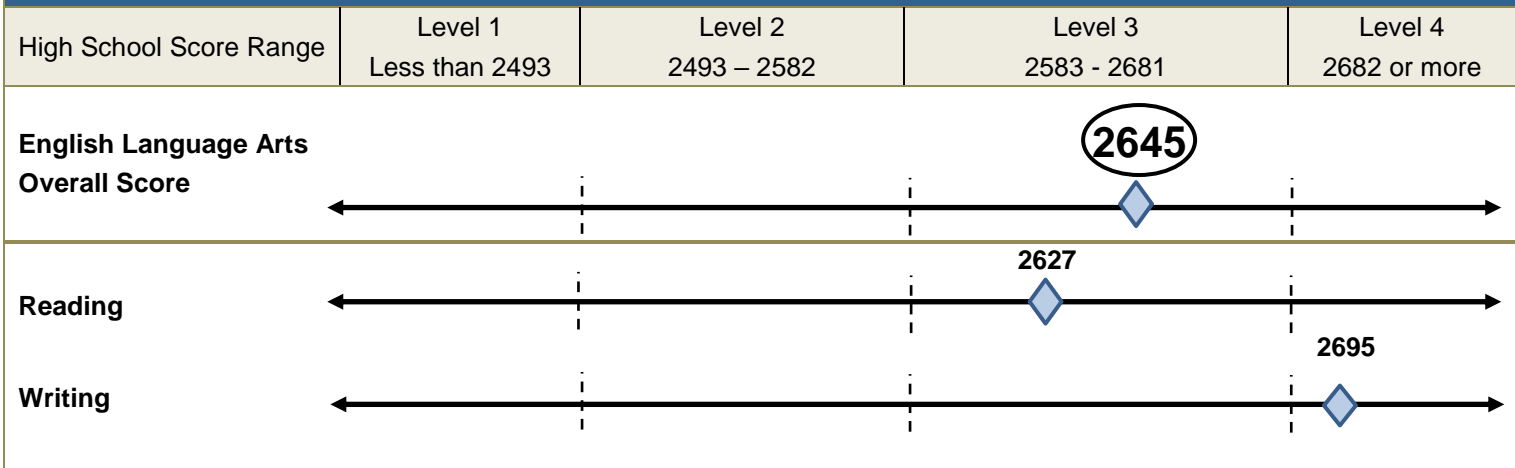 High School Score Range
Level 1
Less than 2493
Level 2
2493 – 2582
Level 3
2583 - 2681
Level 4
2682 or more
English Language Arts
Overall Score
2645
Reading
2627
Writing
2695